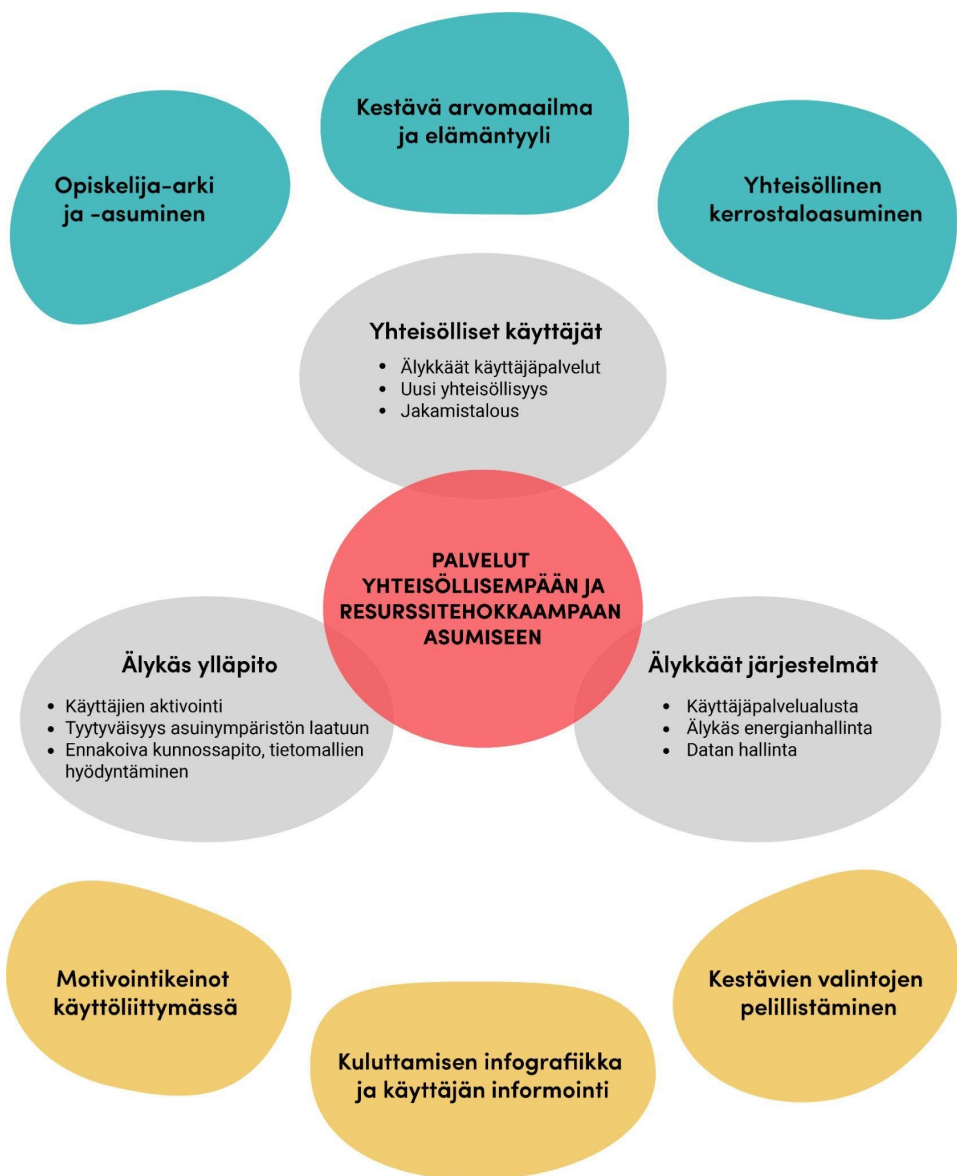 Kestävä arvomaailma
ja elämäntyyli
Opiskelija-arki
ja -asuminen
Yhteisöllinen
kerrostaloasuminen
Yhteisölliset käyttäjät
• Älykkäät käyttäjäpalvelut
• Uusi yhteisöllisyys
• Jakamistalous
PALVELUT
YHTEISÖLLISEMPÄÄN JA
RESURSSITEHOKKAAMPAAN
ASUMISEEN
Älykäs ylläpito
• Käyttäjien aktivointi
• Tyytyväisyys asuinympäristön laatuun
• Ennakoiva kunnossapito, tietomallien
hyödyntäminen
Älykkäät järjestelmät
• Käyttäjäpalvelualusta
• Älykäs energianhallinta
• Datan hallinta
Motivointikeinot
käyttöliittymässä
Kuluttamisen infografiikka
ja käyttäjän informointi
Kestävien valintojen
pelillistäminen